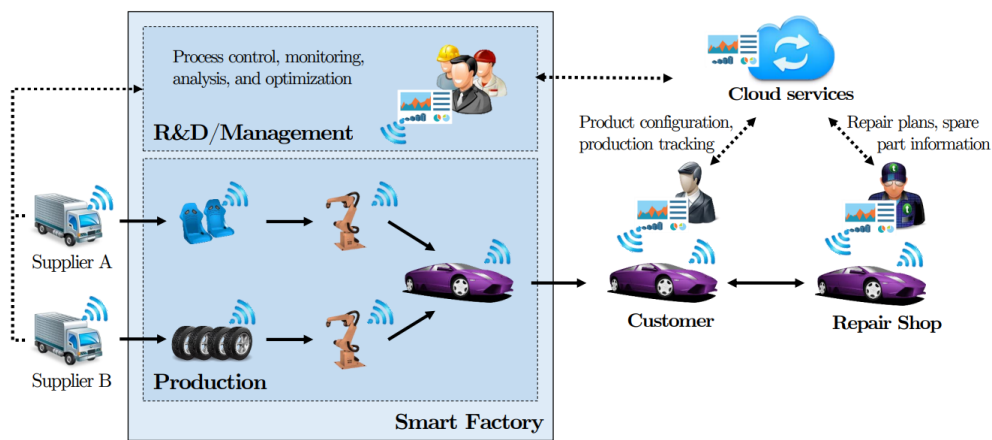 Process control, monitoring,
analysis, and optimization
R&D/Management
Cloud services
Product configuration,
production tracking
Repair plans, spare
part information
Supplier A
Supplier B
Production
Smart Factory
Customer
Repair Shop